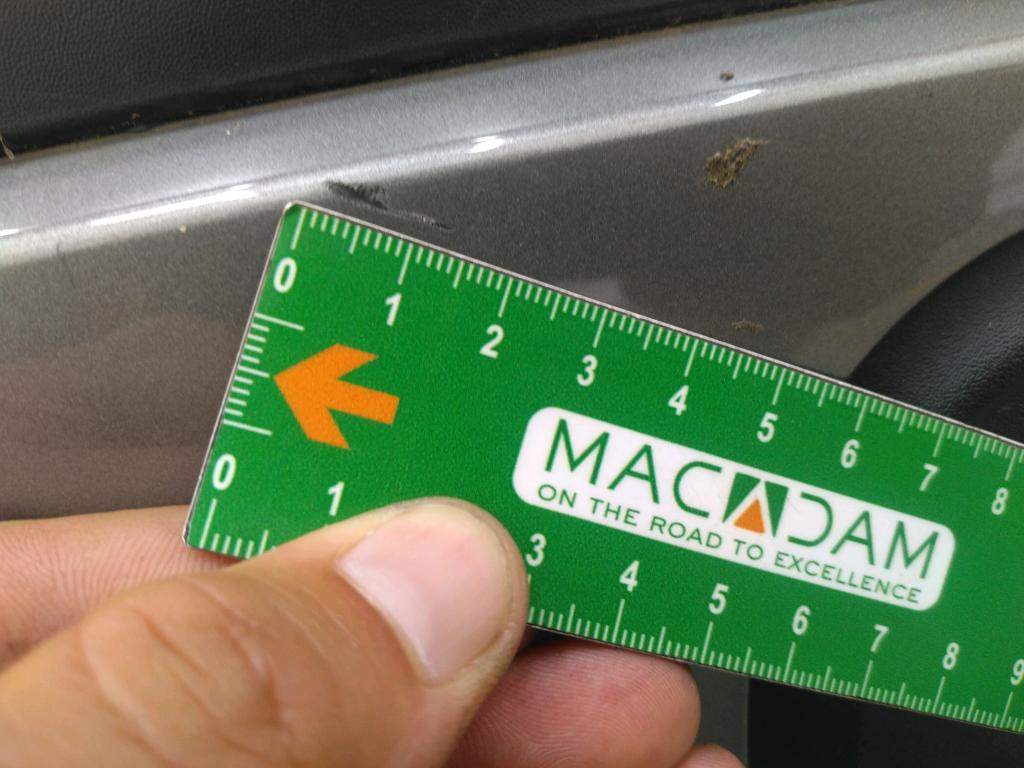 0 1 2 3 4 5 6 7 8
MACADAM
ON THE ROAD TO EXCELLENCE
0 1 3 4 5 6 7 8 9